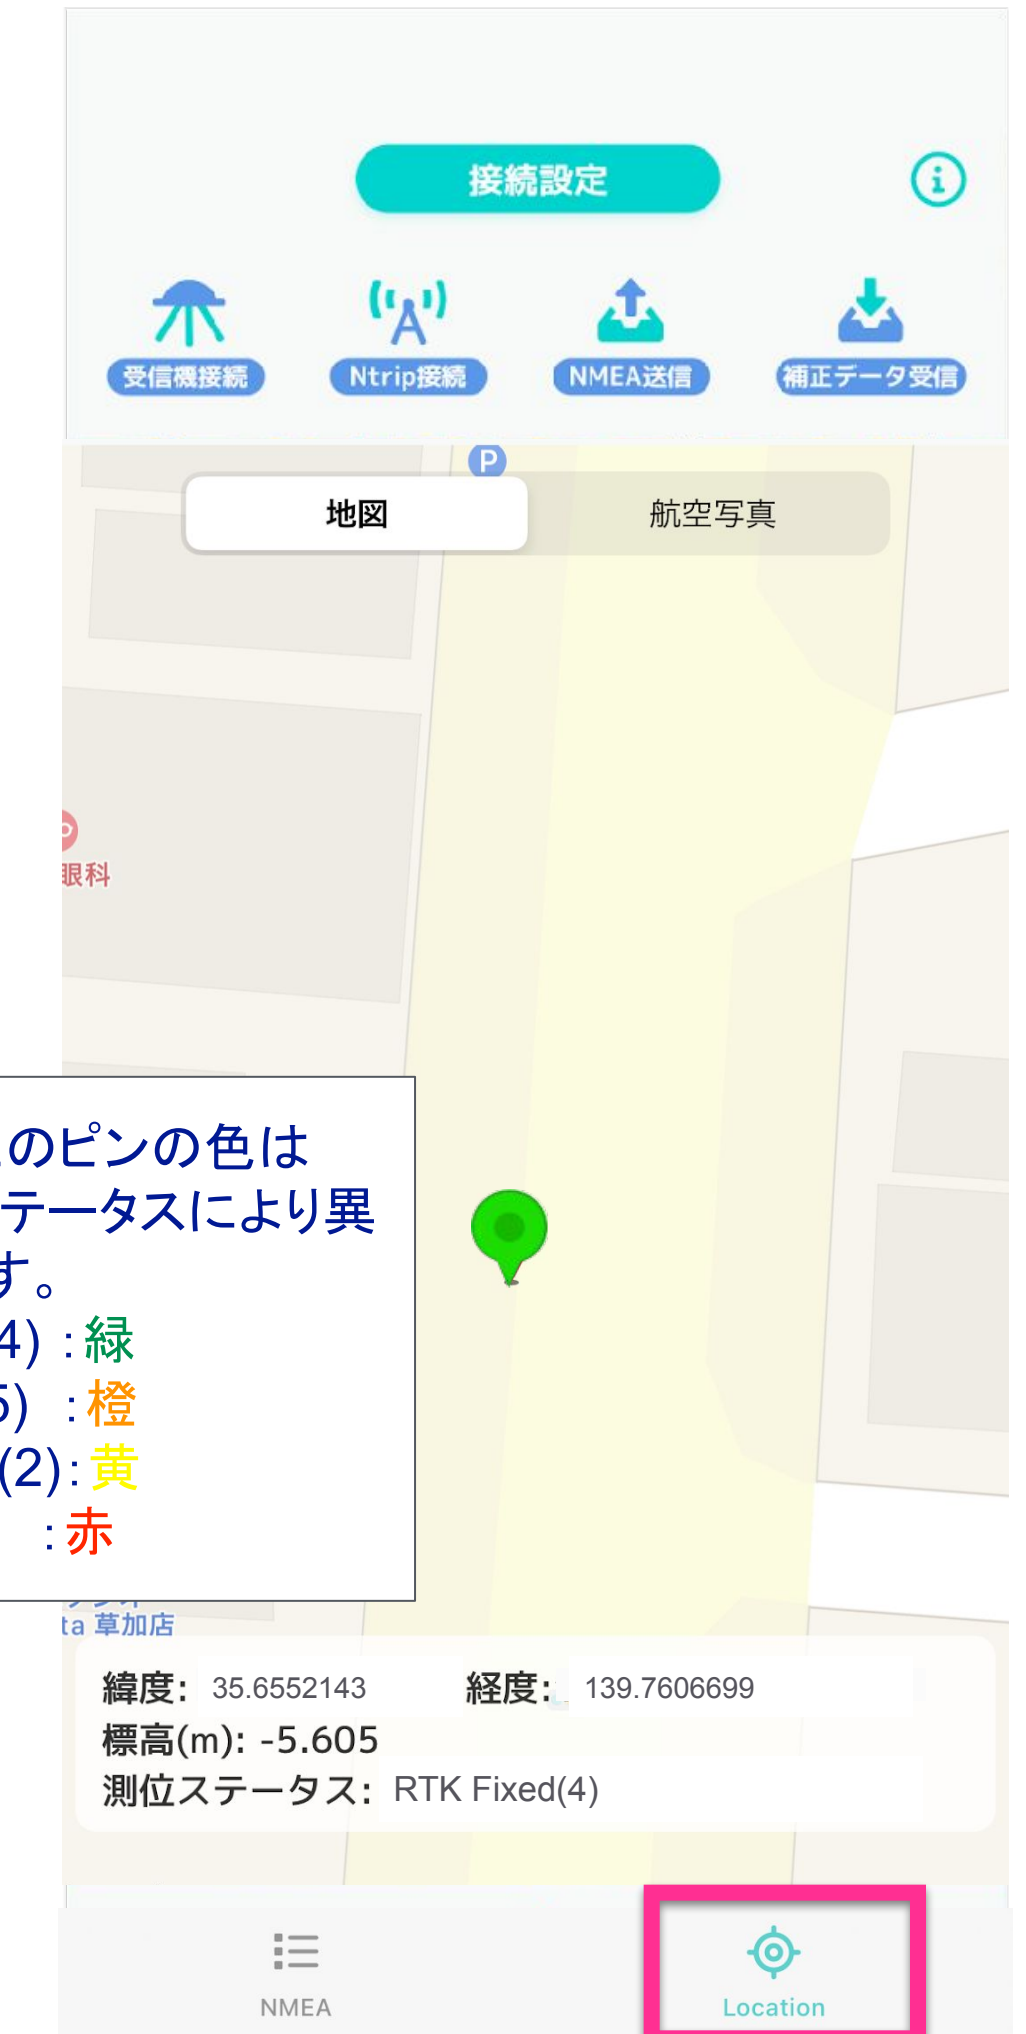 接続設定
i
受信機接続
Ntrip接続
NMEA送信
補正データ受信
P
地図
航空写真
眼科
のピンの色は
テータスにより異
す。
4) :緑
5) :橙
(2):黄
:赤
ta 草加店
緯度: 35.6552143 経度: 139.7606699
標高(m): -5.605
測位ステータス: RTK Fixed(4)
NMEA
Location